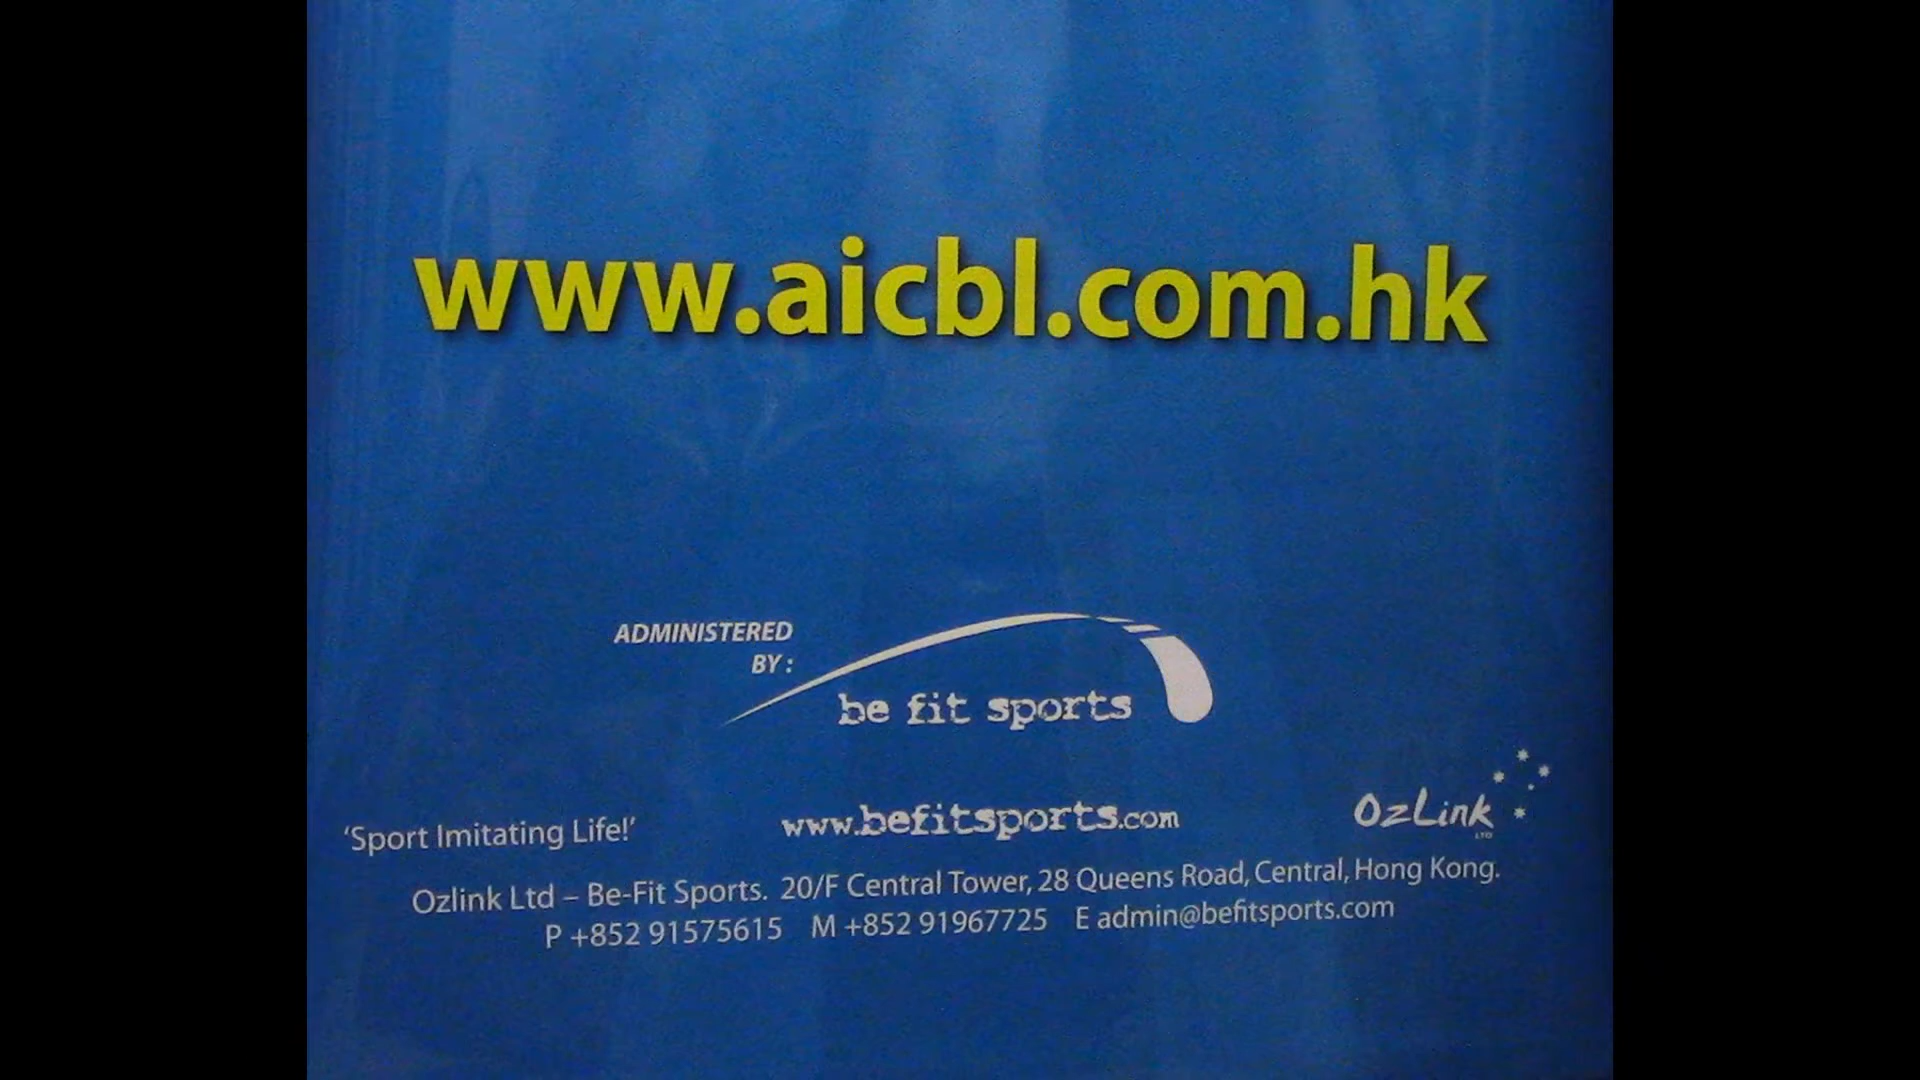 www.aicbl.com.hk
ADMINISTERED
BY :
be fit sports
'Sport Imitating Life!'
www.befitsports.com
OzLink
LTD
Ozlink Ltd – Be-Fit Sports. 20/F Central Tower, 28 Queens Road, Central, Hong Kong.
P +852 91575615 M +852 91967725 E admin@befitsports.com